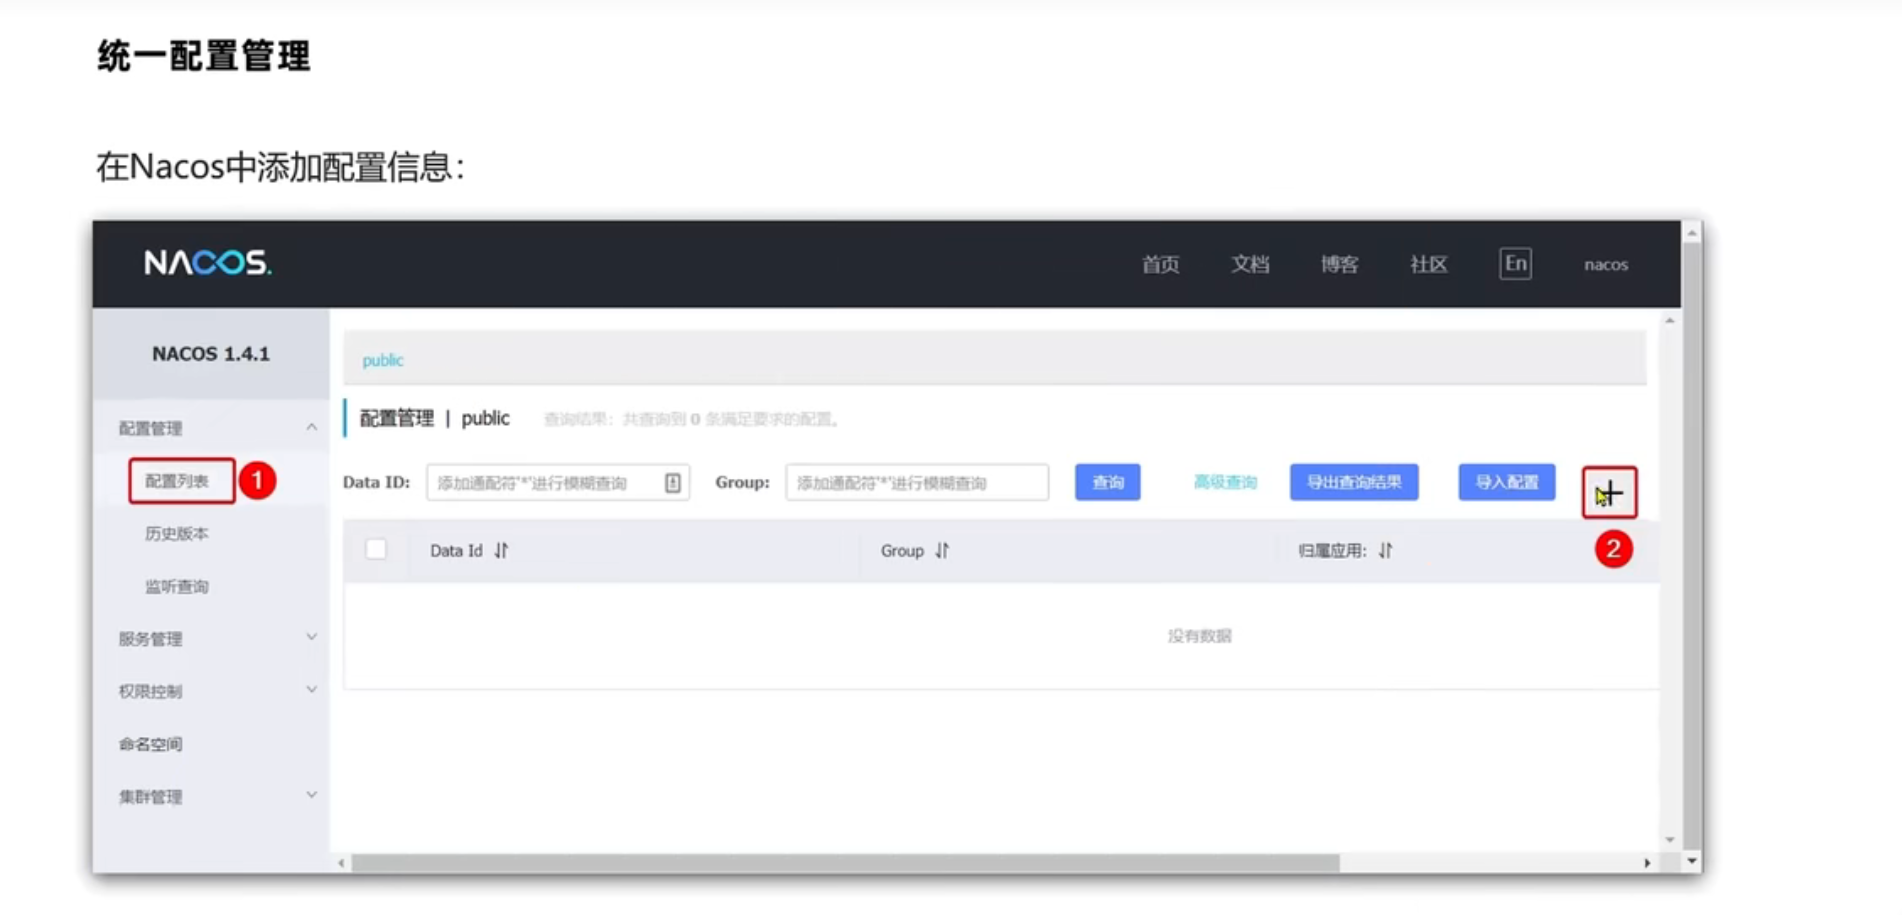 统一配置管理
在Nacos中添加配置信息：
NACOS.
首页 文档 博客 社区 En nacos
NACOS 1.4.1
public
配置管理
配置管理 | public 查询结果：共查询到 0 条满足要求的配置。
配置列表 1
Data ID: 添加通配符'*'进行模糊查询 Group: 添加通配符'*'进行模糊查询 查询 高级查询 导出查询结果 导入配置 +
历史版本
Data Id Group 归属应用: 2
监听查询
服务管理
没有数据
权限控制
命名空间
集群管理